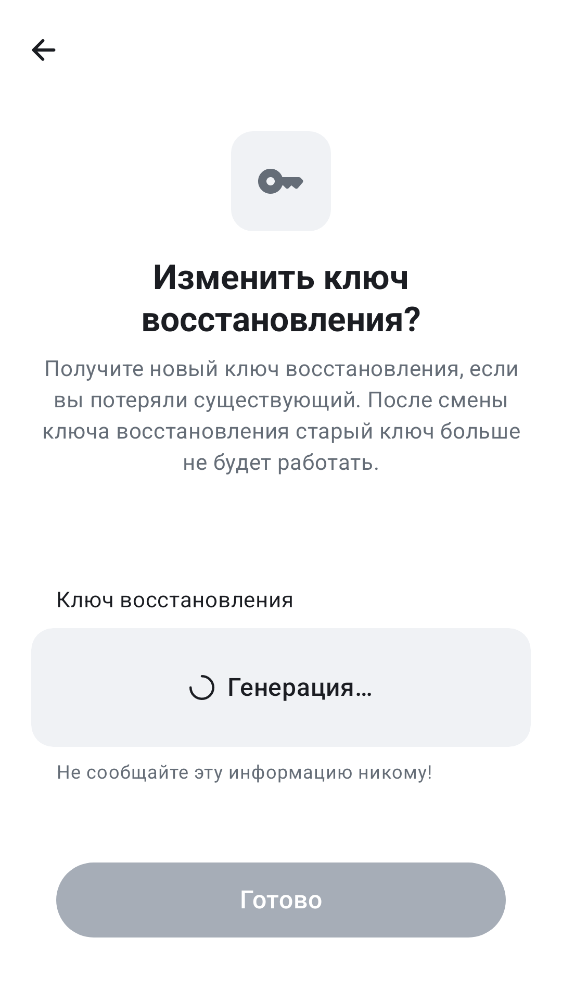 Изменить ключ
восстановления?
Получите новый ключ восстановления, если
вы потеряли существующий. После смены
ключа восстановления старый ключ больше
не будет работать.
Ключ восстановления
Генерация…
Не сообщайте эту информацию никому!
Готово